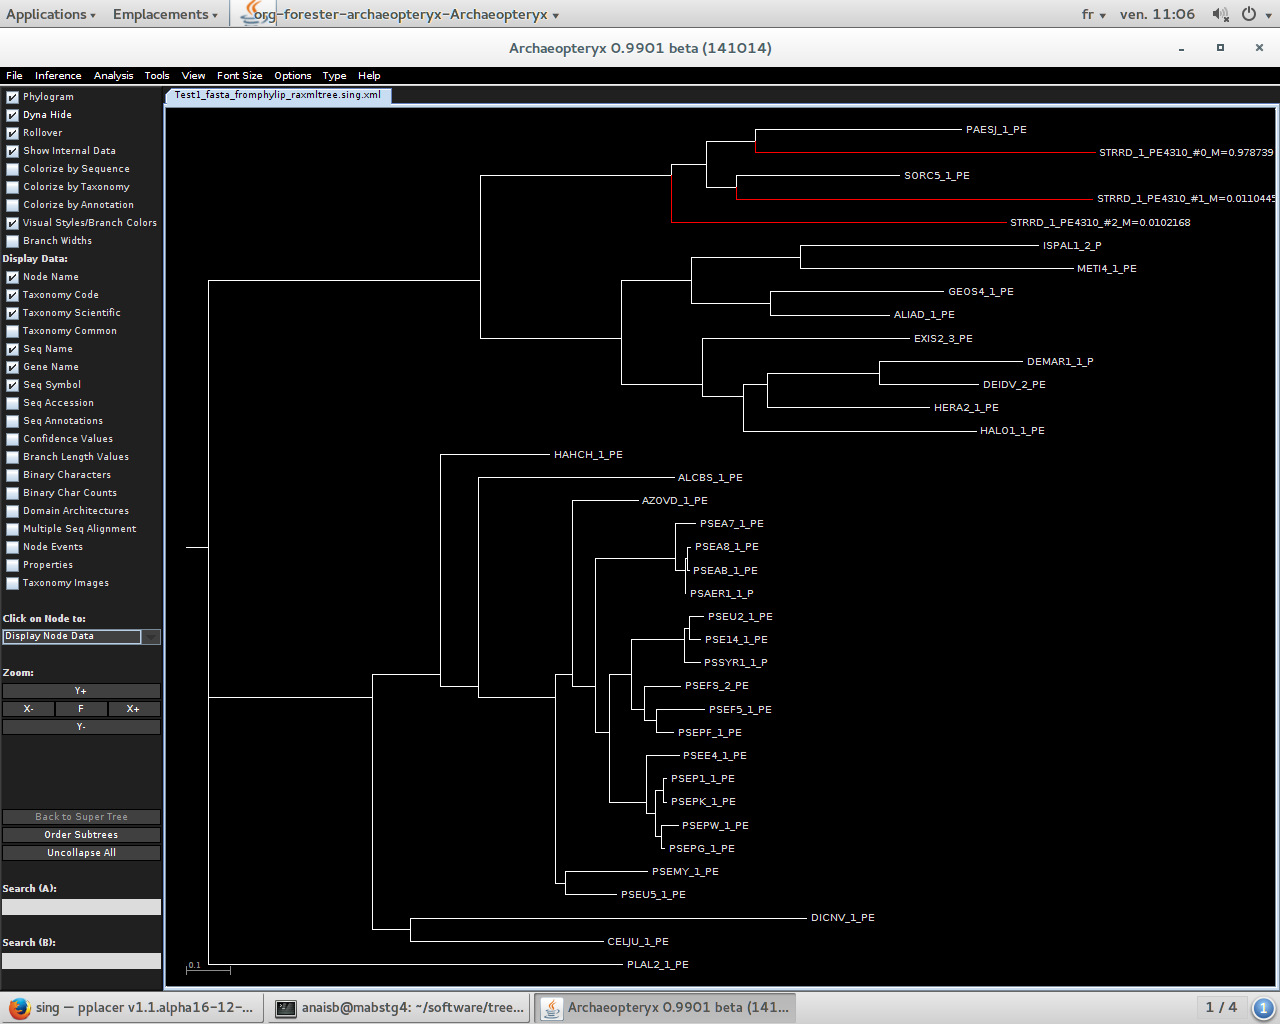 Applications Emplacements org-forester-archaeopteryx-Archaeopteryx fr ven. 11:06
Archaeopteryx 0.9901 beta (141014)
File Inference Analysis Tools View Font Size Options Type Help
Test1_fasta_fromphylip_raxmltree.sing.xml
Phylogram
Dyna Hide
Rollover
Show Internal Data
Colorize by Sequence
Colorize by Taxonomy
Colorize by Annotation
Visual Styles/Branch Colors
Branch Widths
Display Data:
Node Name
Taxonomy Code
Taxonomy Scientific
Taxonomy Common
Seq Name
Gene Name
Seq Symbol
Seq Accession
Seq Annotations
Confidence Values
Branch Length Values
Binary Characters
Binary Char Counts
Domain Architectures
Multiple Seq Alignment
Node Events
Properties
Taxonomy Images
Click on Node to:
Display Node Data
Zoom:
Y+
X- F X+
Y-
Back to Super Tree
Order Subtrees
Uncollapse All
Search (A):
Search (B):
PAESJ_1_PE
STRRD_1_PE4310_#0_M=0.978739
SORC5_1_PE
STRRD_1_PE4310_#1_M=0.0110445
STRRD_1_PE4310_#2_M=0.0102168
ISPAL1_2_P
METI4_1_PE
GEOS4_1_PE
ALIAD_1_PE
EXIS2_3_PE
DEMAR1_1_P
DEIDV_2_PE
HERA2_1_PE
HALO1_1_PE
HAHCH_1_PE
ALCBS_1_PE
AZOVD_1_PE
PSEA7_1_PE
PSEA8_1_PE
PSEAB_1_PE
PSAER1_1_P
PSEU2_1_PE
PSE14_1_PE
PSSYR1_1_P
PSEFS_2_PE
PSEF5_1_PE
PSEPF_1_PE
PSEE4_1_PE
PSEP1_1_PE
PSEPK_1_PE
PSEPW_1_PE
PSEPG_1_PE
PSEMY_1_PE
PSEU5_1_PE
DICNV_1_PE
CELJU_1_PE
PLAL2_1_PE
0.1
sing — pplacer v1.1.alpha16-12-... anaisb@mabstg4: ~/software/tree... Archaeopteryx 0.9901 beta (141... 1 / 4 1